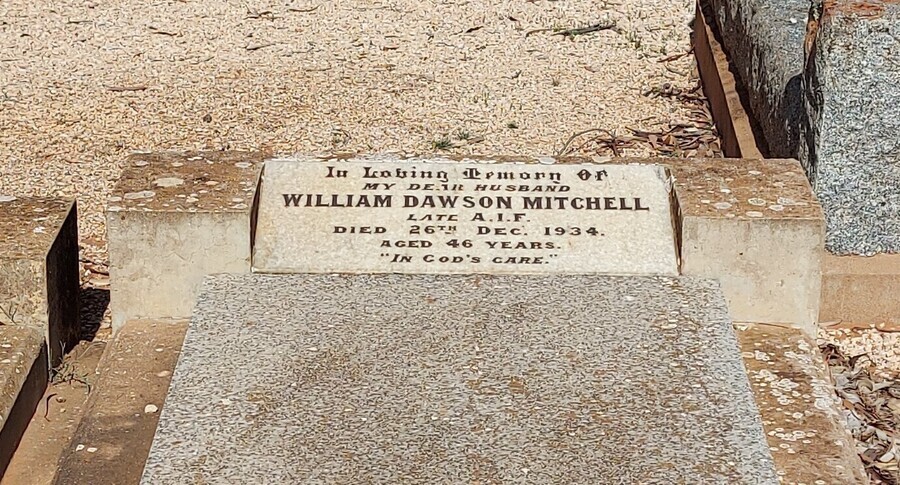 In Loving Memory Of
MY DEAR HUSBAND
WILLIAM DAWSON MITCHELL
LATE A.I.F.
DIED 26TH DEC. 1934.
AGED 46 YEARS.
"IN GOD'S CARE."